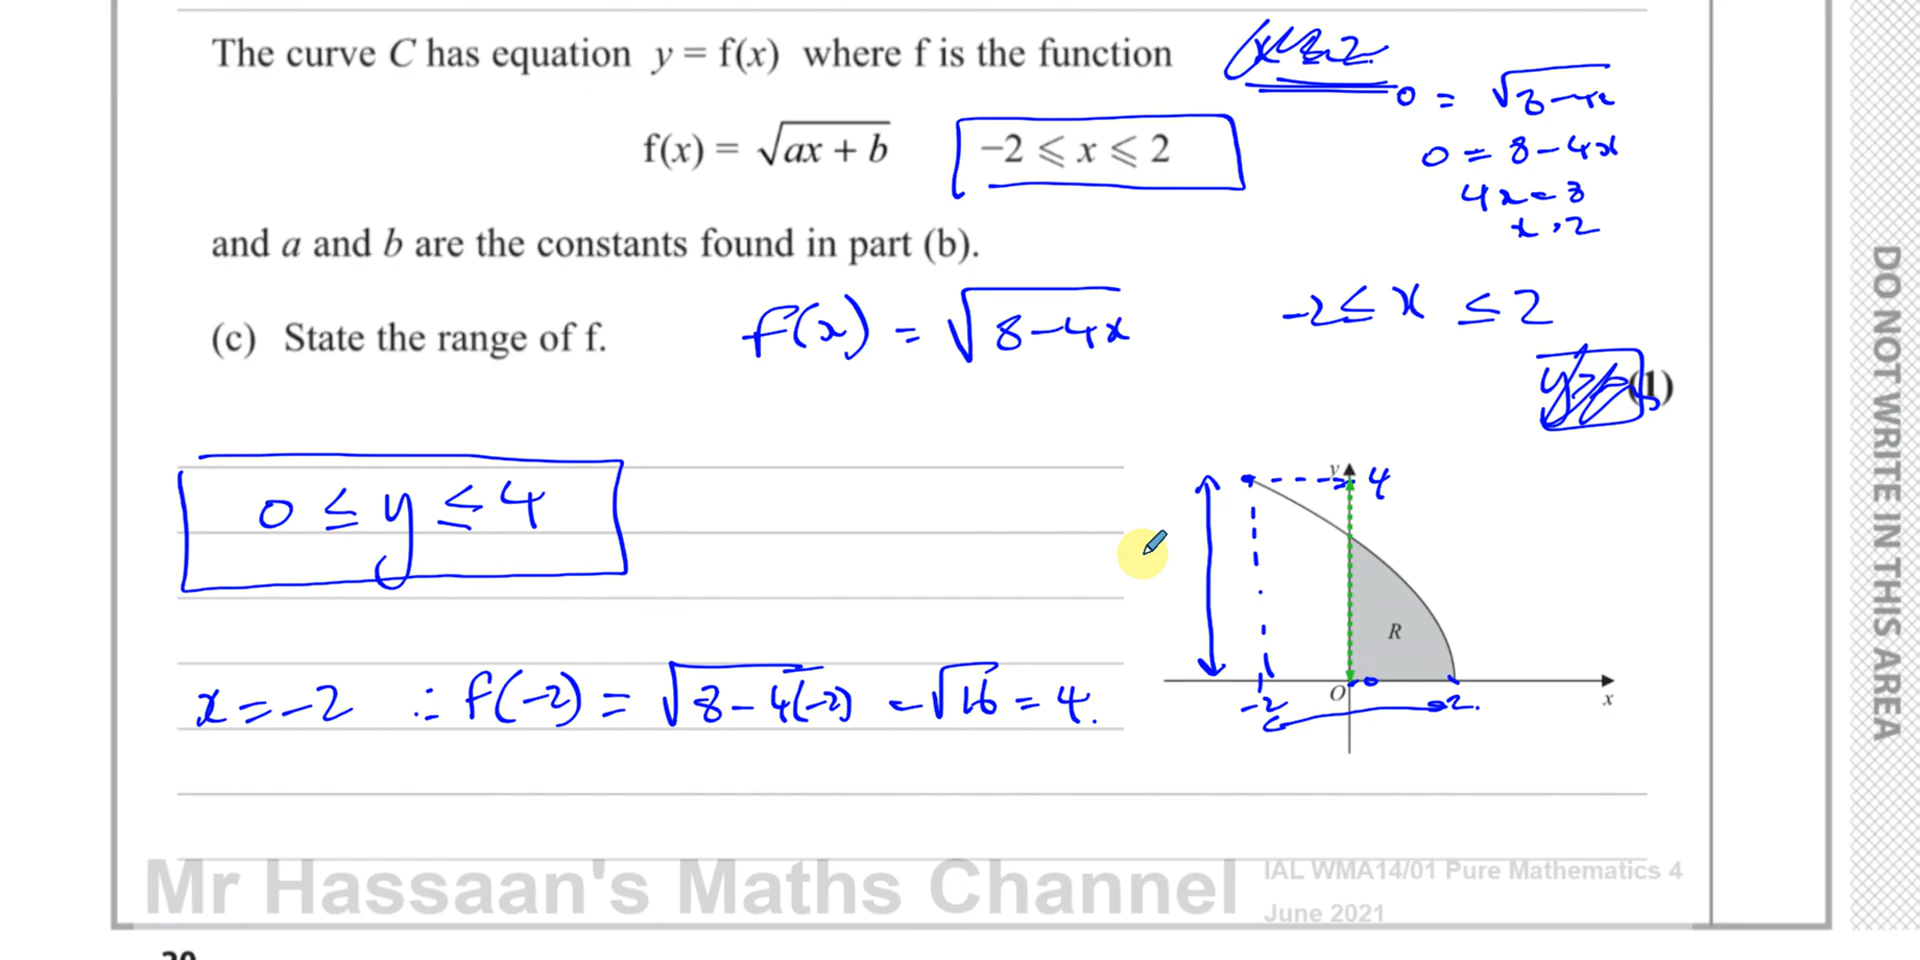 The curve C has equation y = f(x) where f is the function
0 = √8-4x
f(x) = √ax + b   -2 ⩽ x ⩽ 2
0 = 8-4x
4x = 8
x = 2
and a and b are the constants found in part (b).
(c) State the range of f.
f(x) = √8-4x
-2 ≤ x ≤ 2
(1)
0 ≤ y ≤ 4
y
4
R
x = -2 ∴ f(-2) = √8-4(-2) = √16 = 4.
-2
O
2.
x
Mr Hassaan's Maths Channel
IAL WMA14/01 Pure Mathematics 4
June 2021
DO NOT WRITE IN THIS AREA